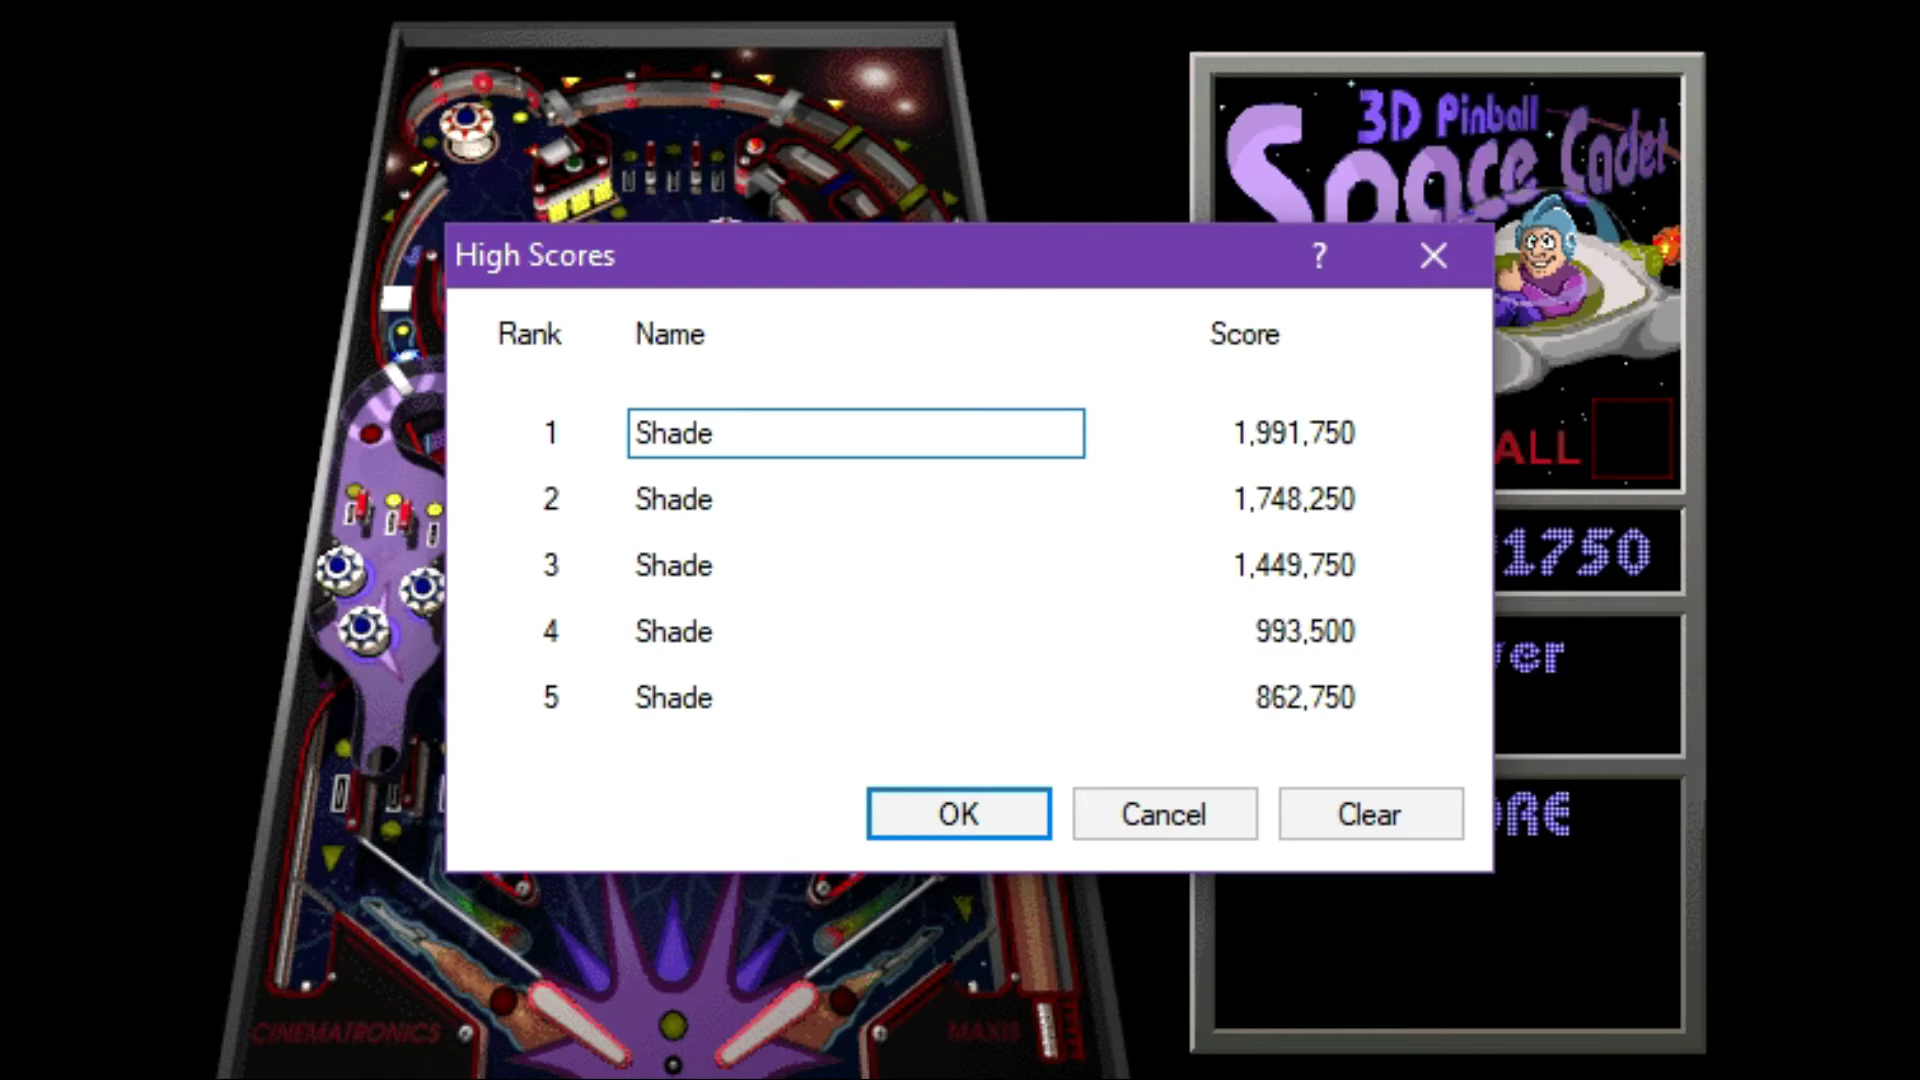 3D Pinball
Space Cadet
High Scores
?
Rank Name Score
1 Shade 1,991,750
2 Shade 1,748,250
3 Shade 1,449,750
4 Shade 993,500
5 Shade 862,750
OK Cancel Clear
ALL
1750
ver
ORE
CINEMATRONICS
MAXIS